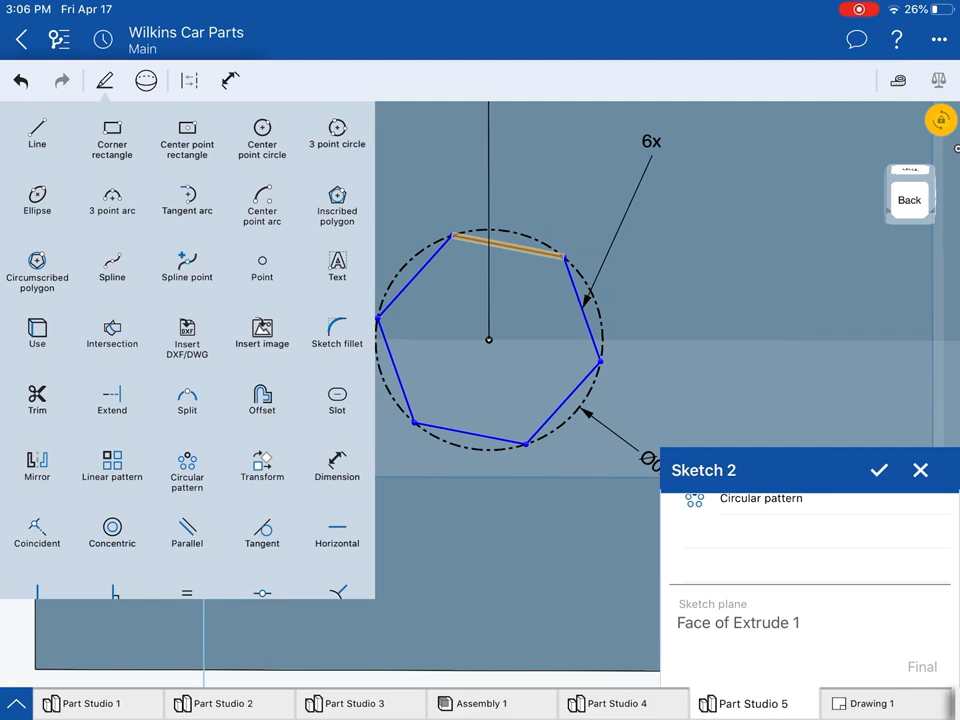 3:06 PM Fri Apr 17
26%
Wilkins Car Parts
Main
Line
Corner rectangle
Center point rectangle
Center point circle
3 point circle
Ellipse
3 point arc
Tangent arc
Center point arc
Inscribed polygon
Circumscribed polygon
Spline
Spline point
Point
Text
Use
Intersection
Insert DXF/DWG
Insert image
Sketch fillet
Trim
Extend
Split
Offset
Slot
Mirror
Linear pattern
Circular pattern
Transform
Dimension
Coincident
Concentric
Parallel
Tangent
Horizontal
6x
Back
Sketch 2
Circular pattern
Sketch plane
Face of Extrude 1
Final
Part Studio 1
Part Studio 2
Part Studio 3
Assembly 1
Part Studio 4
Part Studio 5
Drawing 1